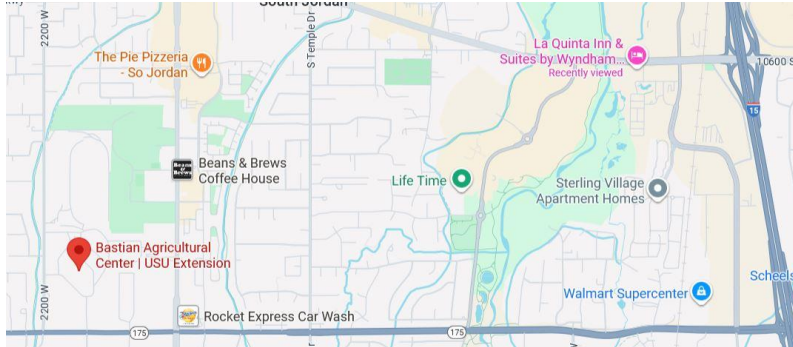 South Jordan
2200 W
The Pie Pizzeria
- So Jordan
S Temple Dr
La Quinta Inn &
Suites by Wyndham...
Recently viewed
10600 S
15
Beans & Brews
Coffee House
Life Time
Sterling Village
Apartment Homes
Bastian Agricultural
Center | USU Extension
2200 W
Walmart Supercenter
Scheels
Rocket Express Car Wash
175
175